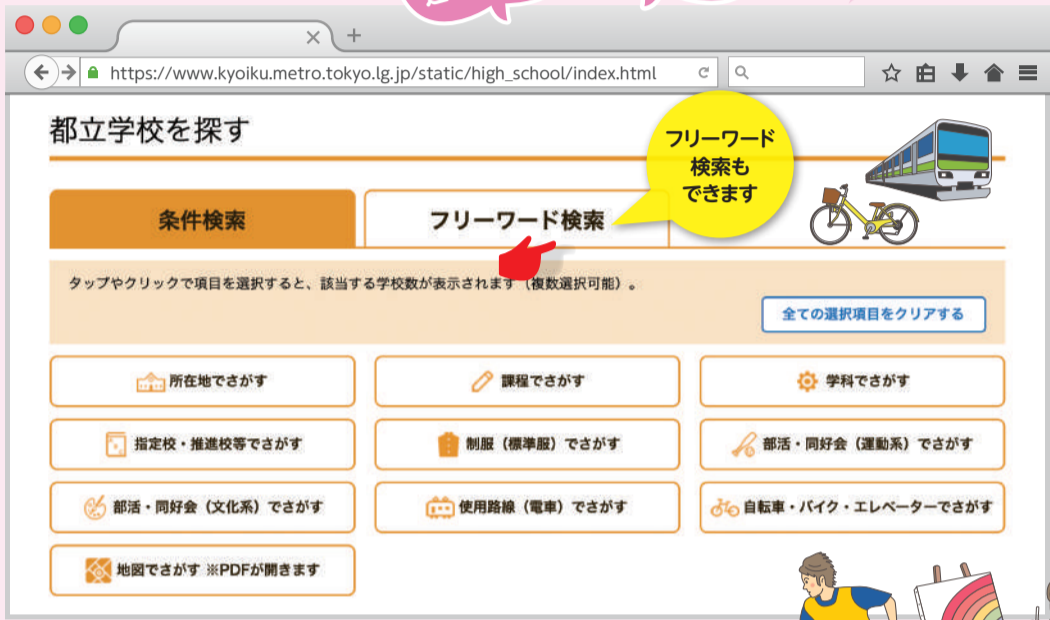 https://www.kyoiku.metro.tokyo.lg.jp/static/high_school/index.html
都立学校を探す
フリーワード
検索も
できます
条件検索
フリーワード検索
タップやクリックで項目を選択すると、該当する学校数が表示されます（複数選択可能）。
全ての選択項目をクリアする
所在地でさがす
課程でさがす
学科でさがす
指定校・推進校等でさがす
制服（標準服）でさがす
部活・同好会（運動系）でさがす
部活・同好会（文化系）でさがす
使用路線（電車）でさがす
自転車・バイク・エレベーターでさがす
地図でさがす ※PDFが開きます